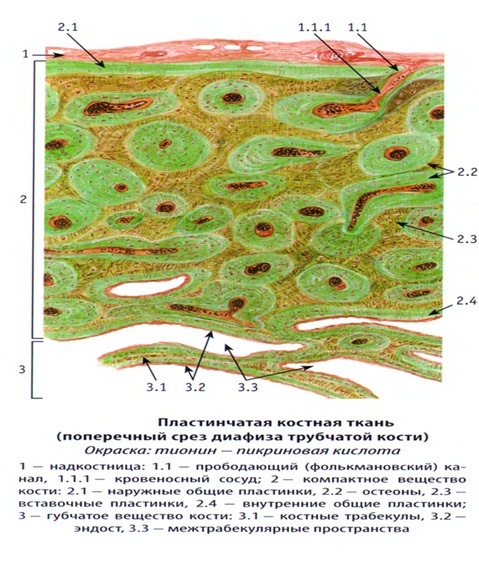 1.1.1
1.1
2.1
1
2.2
2
2.3
2.4
3
3.1
3.2
3.3
Пластинчатая костная ткань
(поперечный срез диафиза трубчатой кости)
Окраска: тионин — пикриновая кислота
1 — надкостница: 1.1 — прободающий (фолькмановский) ка-
нал, 1.1.1 — кровеносный сосуд; 2 — компактное вещество
кости: 2.1 — наружные общие пластинки, 2.2 — остеоны, 2.3 —
вставочные пластинки, 2.4 — внутренние общие пластинки;
3 — губчатое вещество кости: 3.1 — костные трабекулы, 3.2 —
эндост, 3.3 — межтрабекулярные пространства